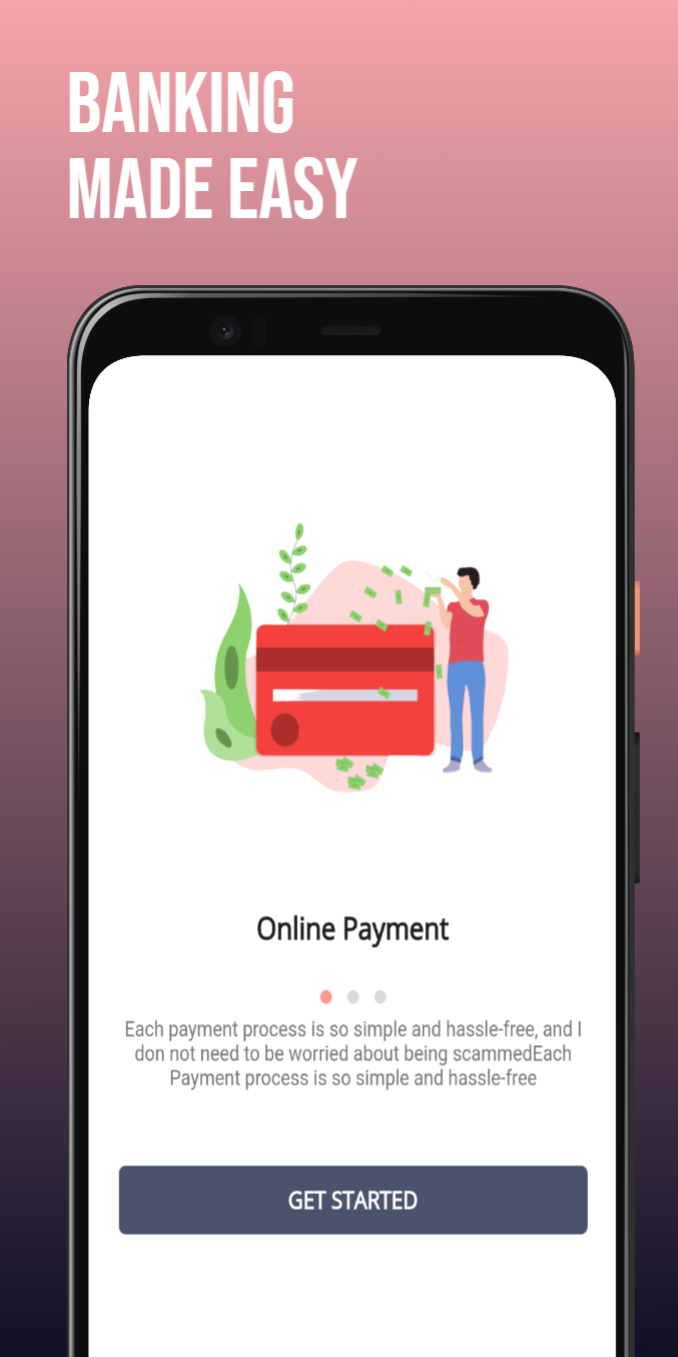 BANKING
MADE EASY
Online Payment
Each payment process is so simple and hassle-free, and I
don not need to be worried about being scammedEach
Payment process is so simple and hassle-free
GET STARTED